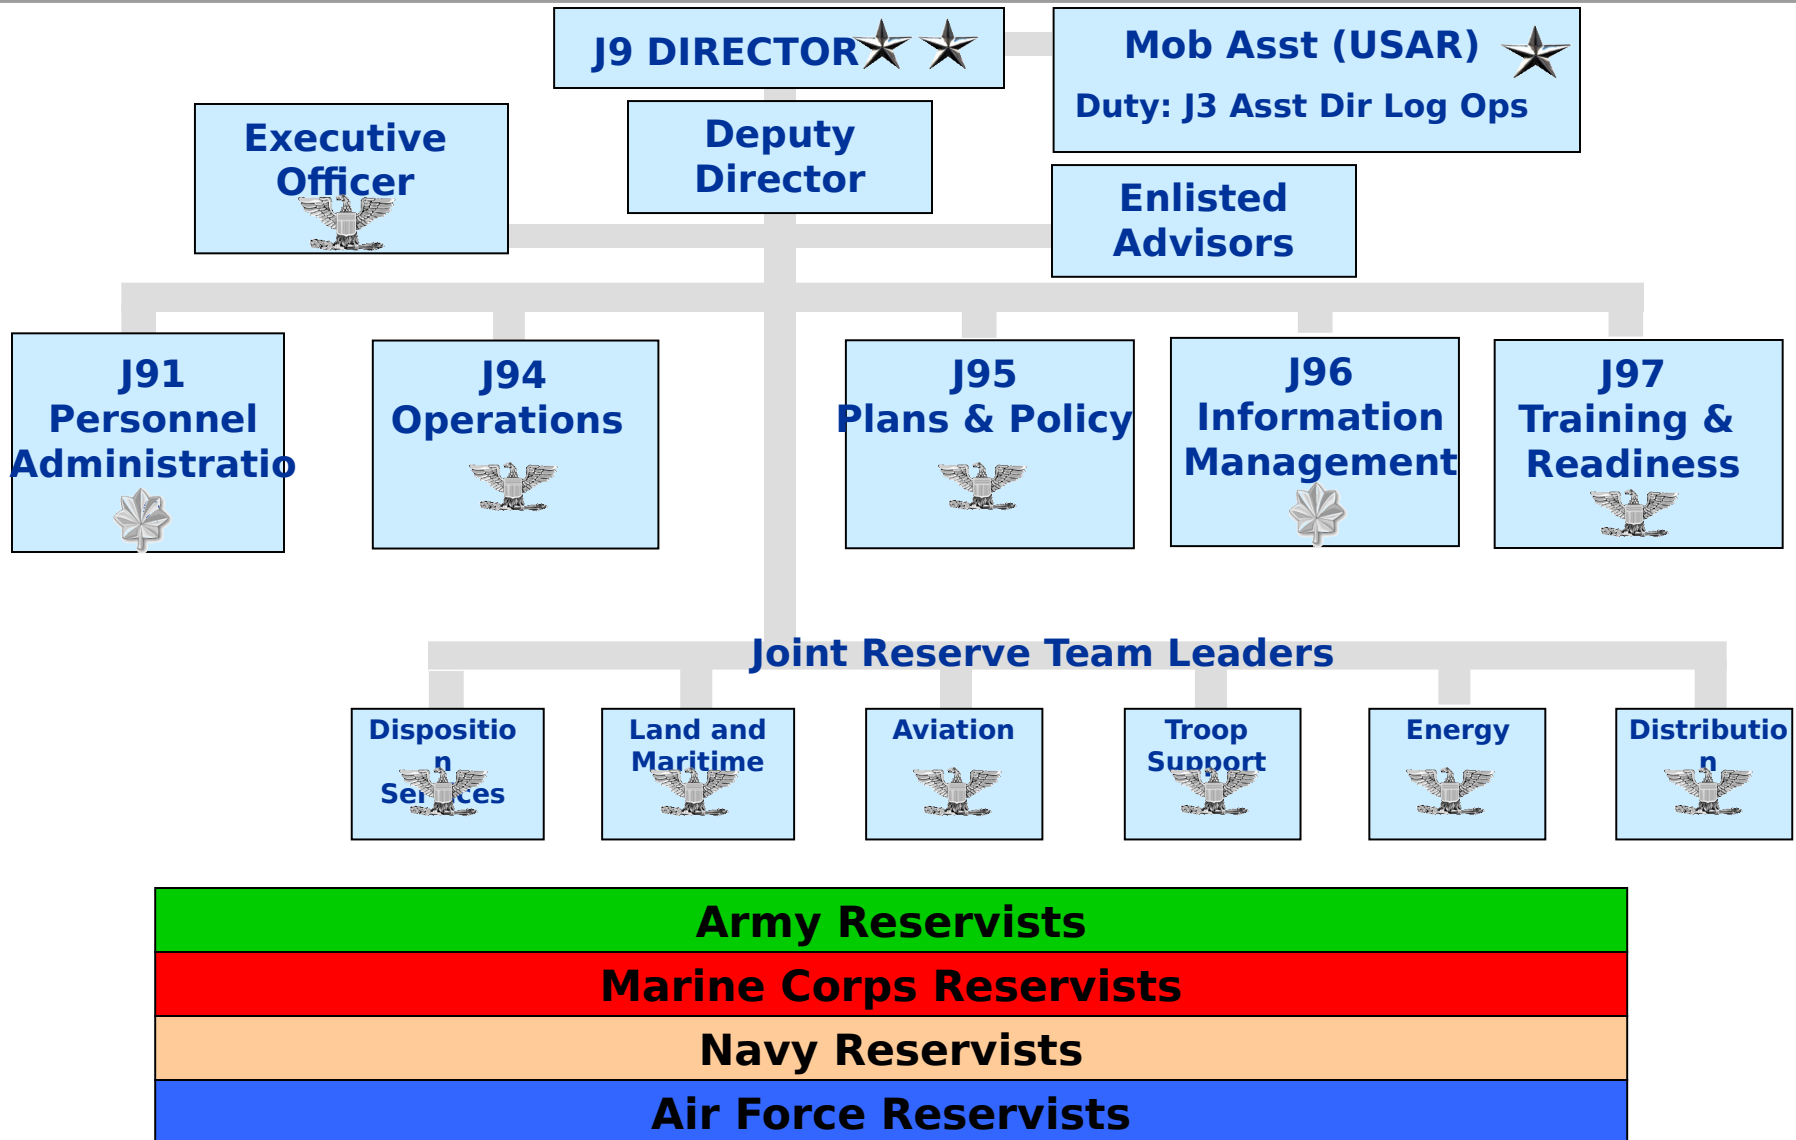 J9 DIRECTOR
Mob Asst (USAR)
Duty: J3 Asst Dir Log Ops
Executive
Officer
Deputy
Director
Enlisted
Advisors
J91
Personnel
Administratio
J94
Operations
J95
Plans & Policy
J96
Information
Management
J97
Training &
Readiness
Joint Reserve Team Leaders
Dispositio
n
Services
Land and
Maritime
Aviation
Troop
Support
Energy
Distributio
n
Army Reservists
Marine Corps Reservists
Navy Reservists
Air Force Reservists